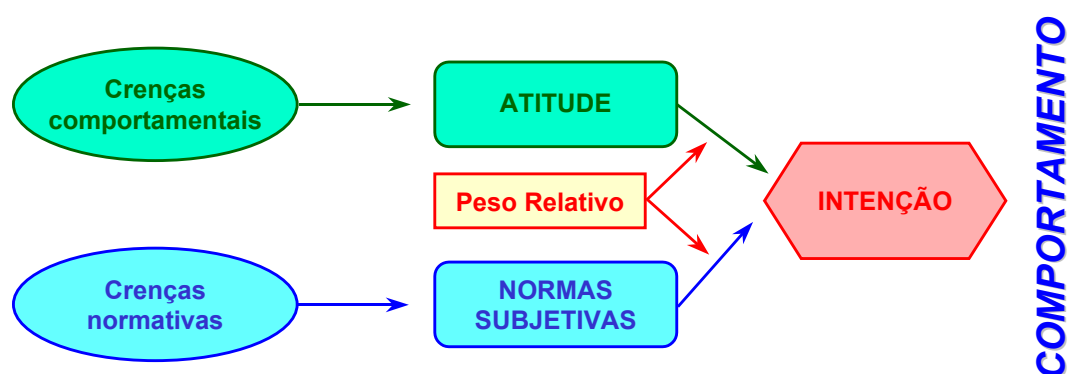 Crenças
comportamentais
ATITUDE
Peso Relativo
INTENÇÃO
Crenças
normativas
NORMAS
SUBJETIVAS
COMPORTAMENTO